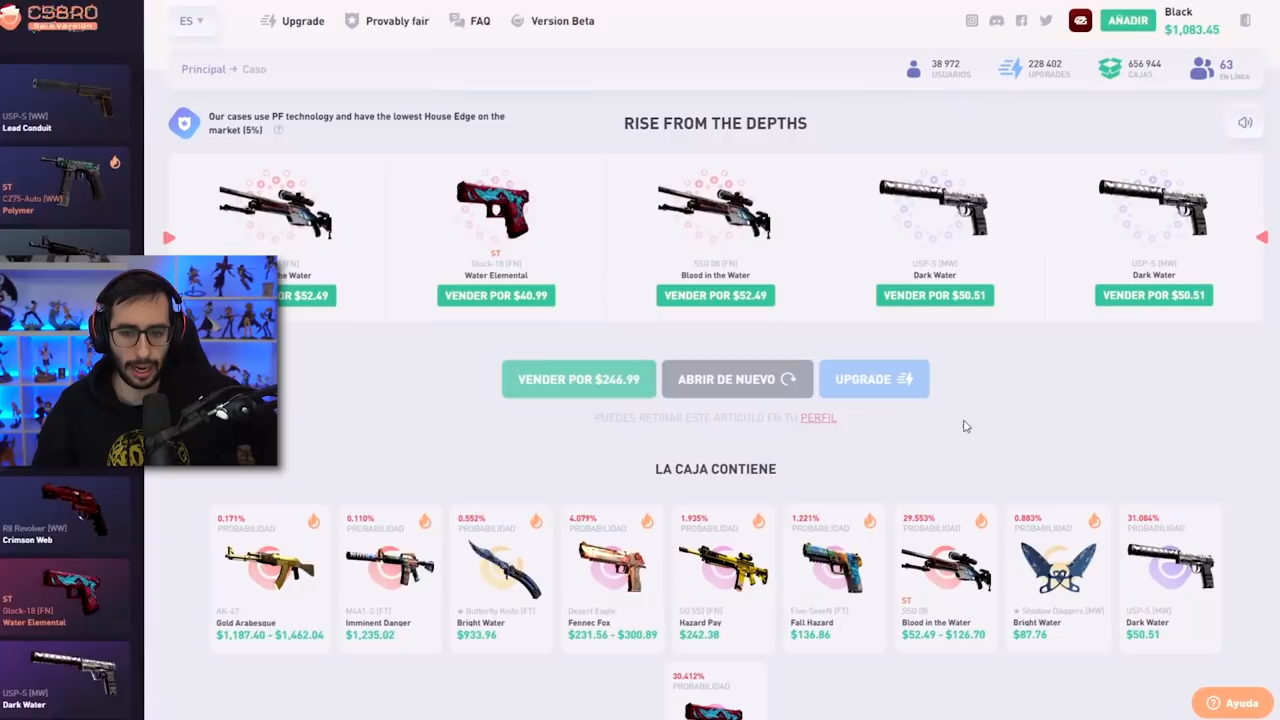 CSBRO
Beta Version
ES
Upgrade
Provably fair
FAQ
Version Beta
AÑADIR
Black
$1,083.45
Principal → Caso
38 972
USUARIOS
228 402
UPGRADES
656 944
CAJAS
63
EN LÍNEA
Our cases use PF technology and have the lowest House Edge on the
market (5%)
RISE FROM THE DEPTHS
USP-S [WW]
Lead Conduit
ST
CZ75-Auto [WW]
Polymer
[FN]
the Water
OR $52.49
ST
Glock-18 [FN]
Water Elemental
VENDER POR $40.99
SSG 08 [FN]
Blood in the Water
VENDER POR $52.49
USP-S [MW]
Dark Water
VENDER POR $50.51
USP-S [MW]
Dark Water
VENDER POR $50.51
VENDER POR $246.99
ABRIR DE NUEVO
UPGRADE
PUEDES RETIRAR ESTE ARTÍCULO EN TU PERFIL
LA CAJA CONTIENE
R8 Revolver [WW]
Crimson Web
ST
Glock-18 [FN]
Water Elemental
USP-S [MW]
Dark Water
0.171%
PROBABILIDAD
AK-47
Gold Arabesque
$1,187.40 - $1,462.04
0.110%
PROBABILIDAD
M4A1-S [FT]
Imminent Danger
$1,235.02
0.552%
PROBABILIDAD
★ Butterfly Knife [FT]
Bright Water
$933.96
4.079%
PROBABILIDAD
Desert Eagle
Fennec Fox
$231.56 - $300.89
1.935%
PROBABILIDAD
SG 553 [FN]
Hazard Pay
$242.38
1.221%
PROBABILIDAD
Five-SeveN [FT]
Fall Hazard
$136.86
29.553%
PROBABILIDAD
ST
SSG 08
Blood in the Water
$52.49 - $126.70
0.883%
PROBABILIDAD
★ Shadow Daggers [MW]
Bright Water
$87.76
31.084%
PROBABILIDAD
USP-S [MW]
Dark Water
$50.51
30.412%
PROBABILIDAD
Ayuda